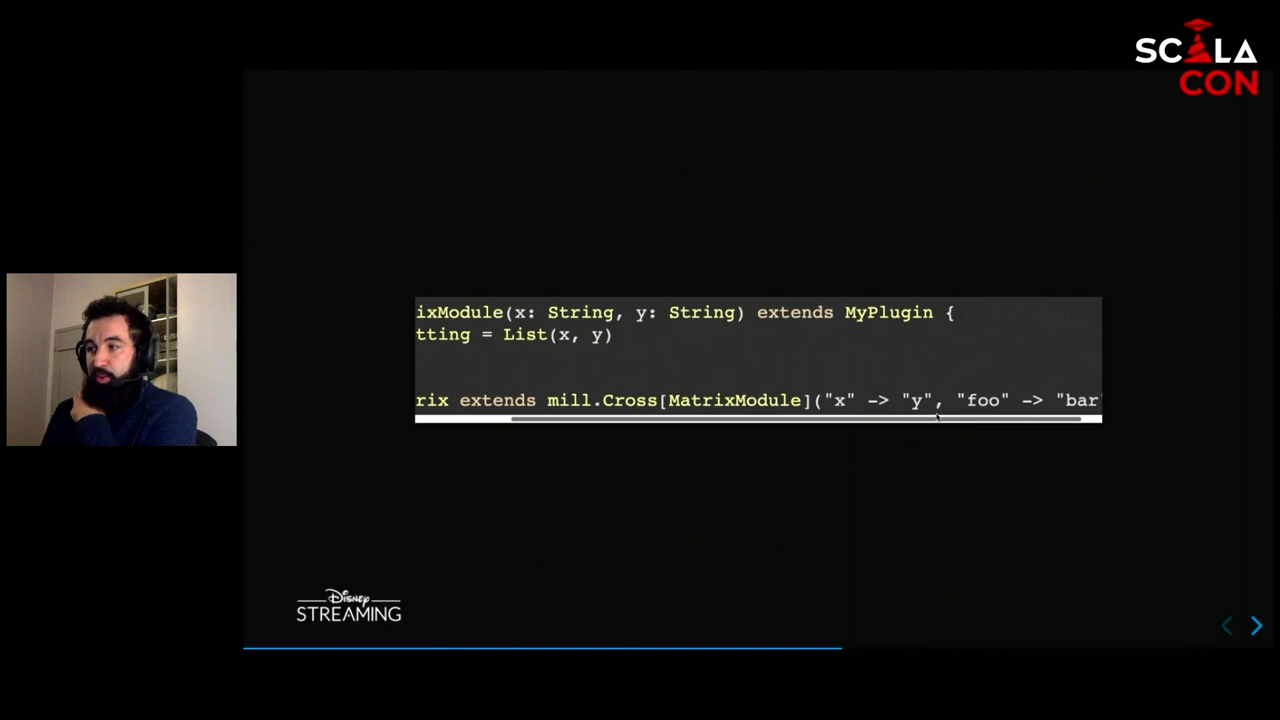 SCALA
CON
ixModule(x: String, y: String) extends MyPlugin {
tting = List(x, y)
rix extends mill.Cross[MatrixModule]("x" -> "y", "foo" -> "bar"
Disney
STREAMING